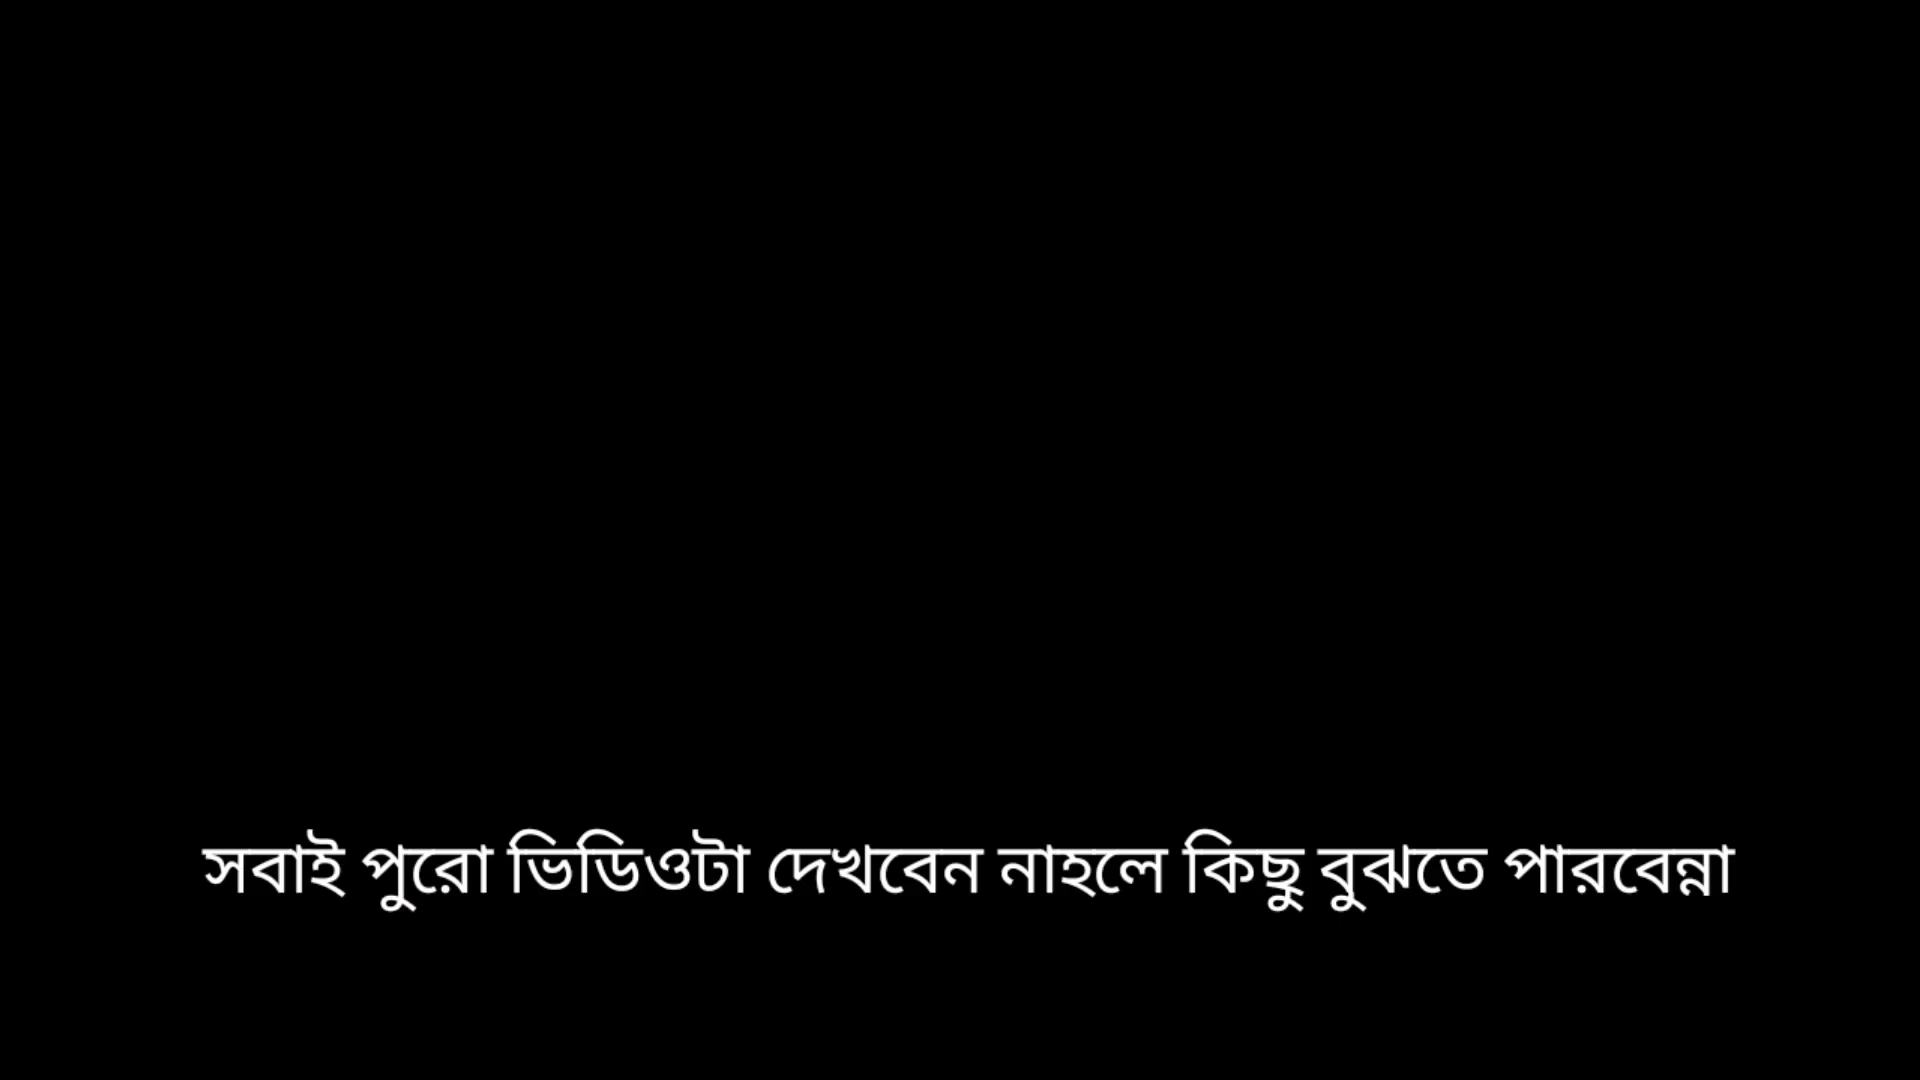 সবাই পুরো ভিডিওটা দেখবেন নাহলে কিছু বুঝতে পারবেন্না